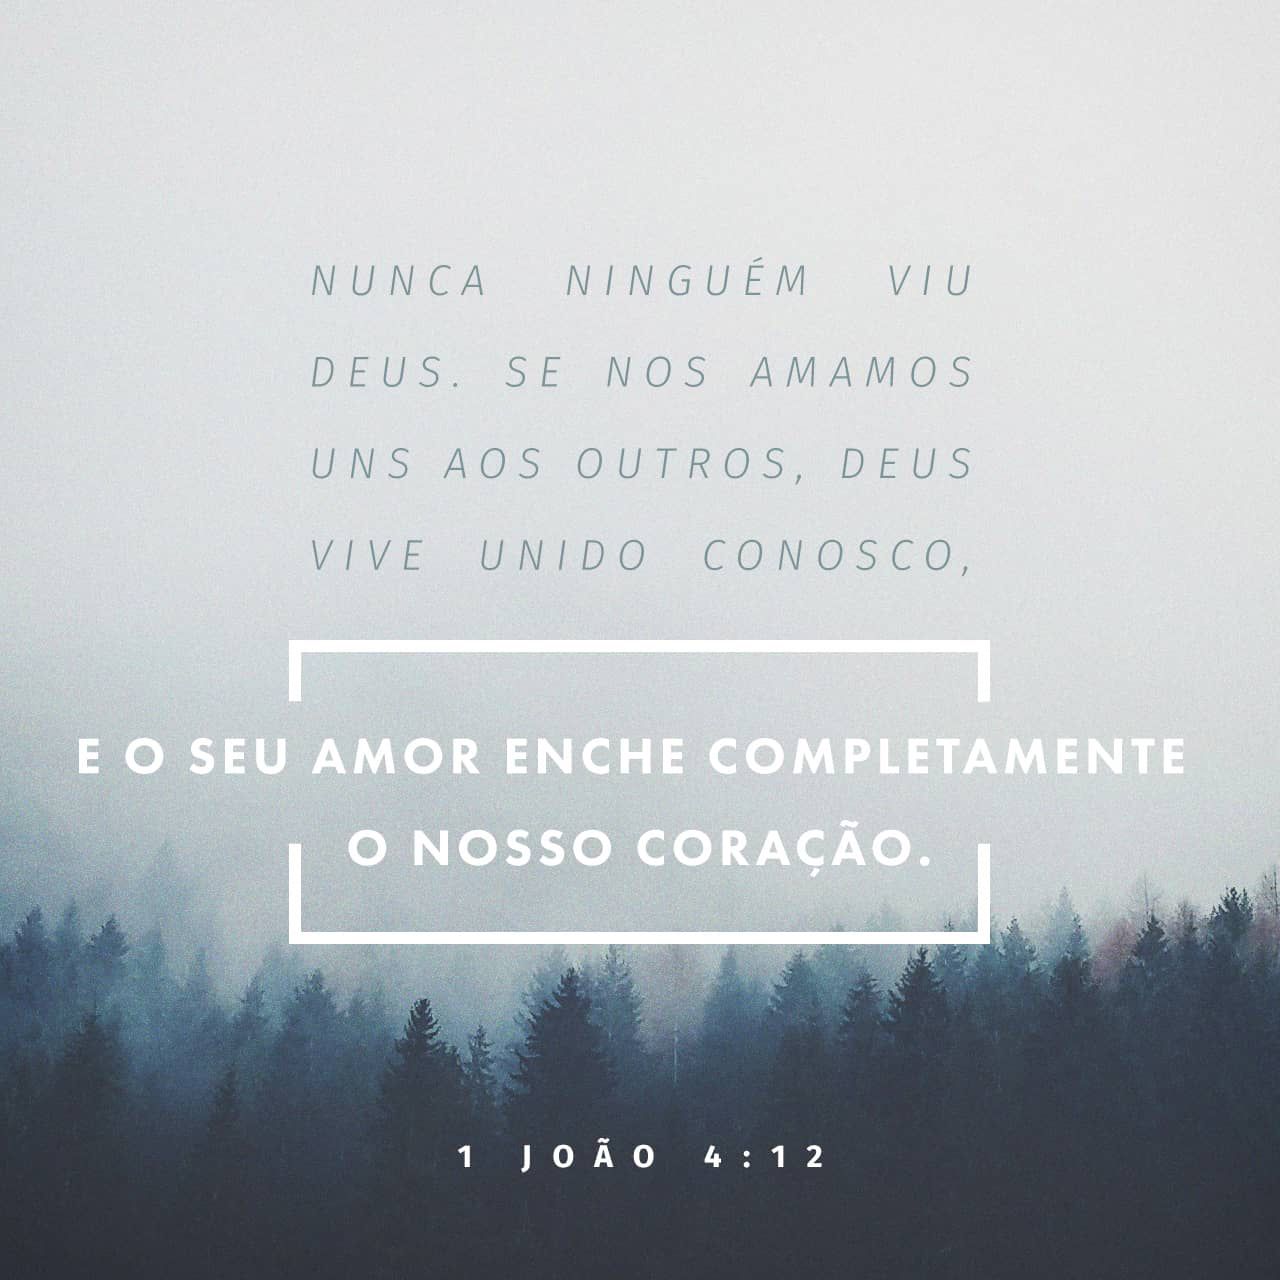 NUNCA NINGUÉM VIU
DEUS. SE NOS AMAMOS
UNS AOS OUTROS, DEUS
VIVE UNIDO CONOSCO,
E O SEU AMOR ENCHE COMPLETAMENTE
O NOSSO CORAÇÃO.
1 JOÃO 4:12